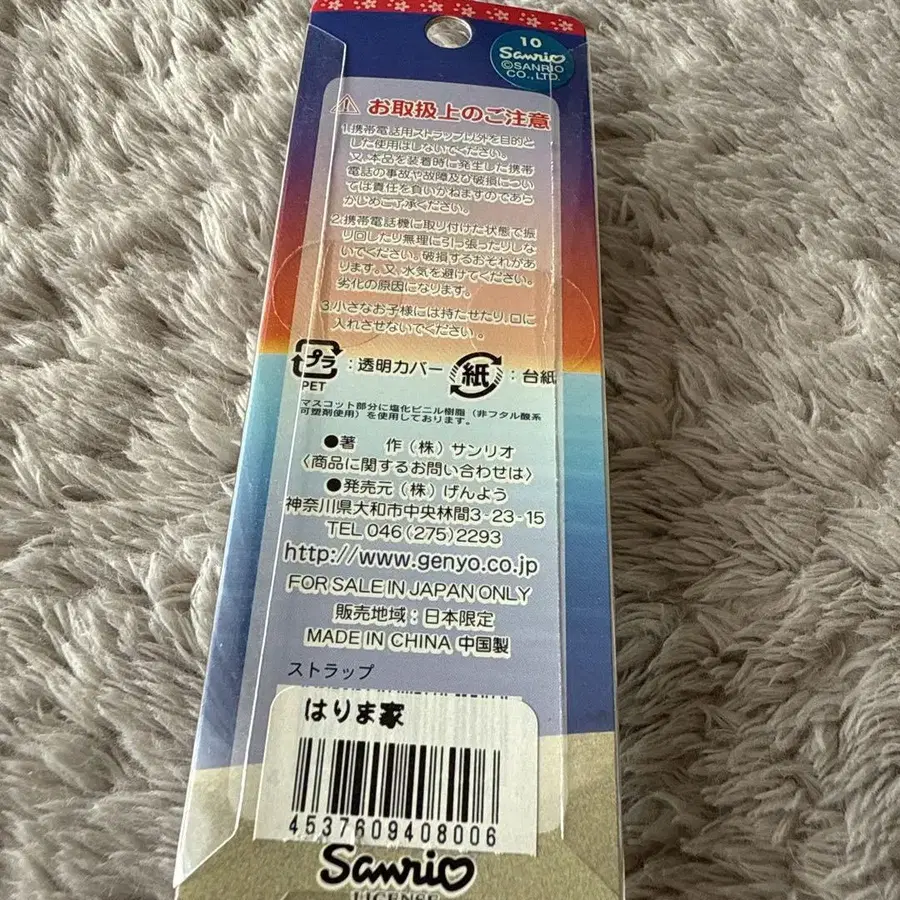 10
Sanrio
©SANRIO
CO., LTD.
お取扱上のご注意
1.携帯電話用ストラップ以外を目的と
した使用はしないでください。
又、本品を装着時に発生した携帯
電話の事故や故障及び破損につい
ては責任を負いかねますのであら
かじめご了承ください。
2.携帯電話機に取り付けた状態で振
り回したり無理に引っ張ったりしな
いでください。破損するおそれがあ
ります。又、水気を避けてください。
劣化の原因になります。
3.小さなお子様には持たせたり、口に
入れさせないでください。
プラ :透明カバー 紙 :台紙
PET
マスコット部分に塩化ビニル樹脂（非フタル酸系
可塑剤使用）を使用しております。
●著 作（株）サンリオ
〈商品に関するお問い合わせは〉
●発売元（株）げんよう
神奈川県大和市中央林間3-23-15
TEL 046(275)2293
http://www.genyo.co.jp
FOR SALE IN JAPAN ONLY
販売地域:日本限定
MADE IN CHINA 中国製
ストラップ
はりま家
4537609408006
Sanrio
LICENSE